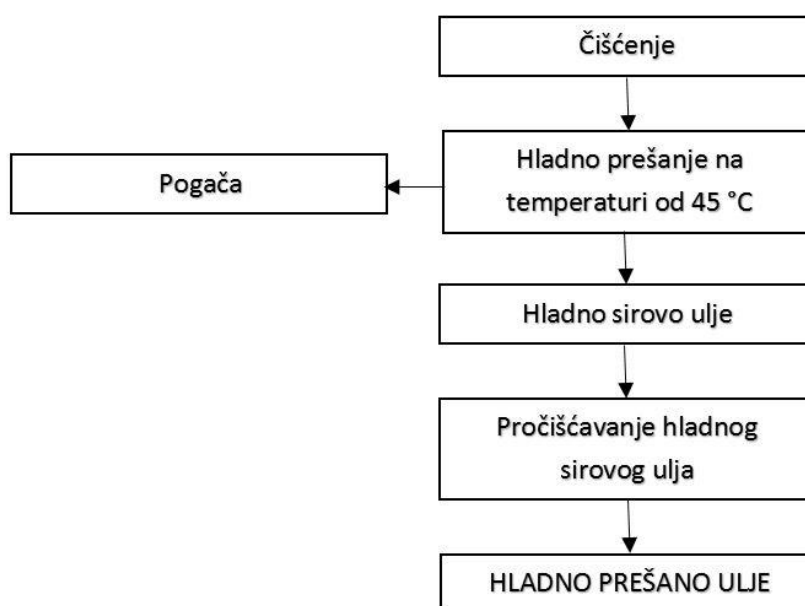 Čišćenje
Pogača
Hladno prešanje na
temperaturi od 45 °C
Hladno sirovo ulje
Pročišćavanje hladnog
sirovog ulja
HLADNO PREŠANO ULJE